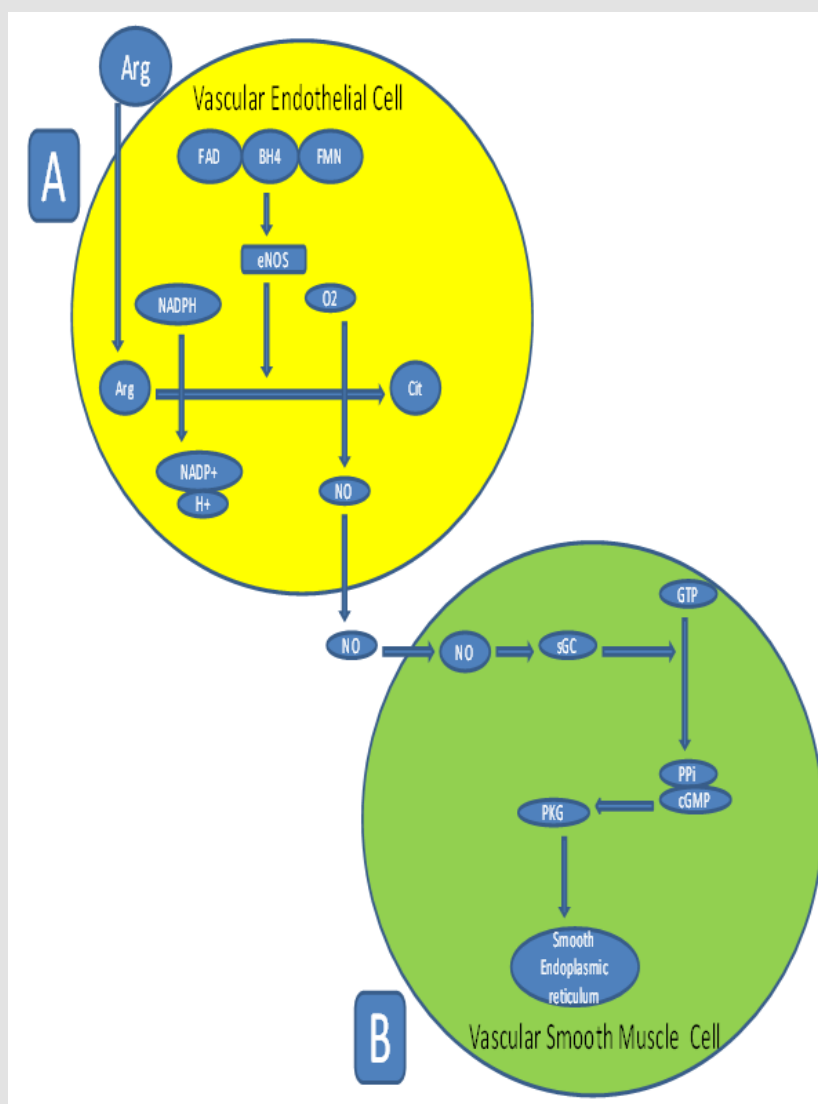 Arg
Vascular Endothelial Cell
A
FAD
BH4
FMN
eNOS
O2
NADPH
Arg
Cit
NADP+
H+
NO
GTP
NO
NO
sGC
PPi
cGMP
PKG
Smooth
Endoplasmic
reticulum
B
Vascular Smooth Muscle Cell